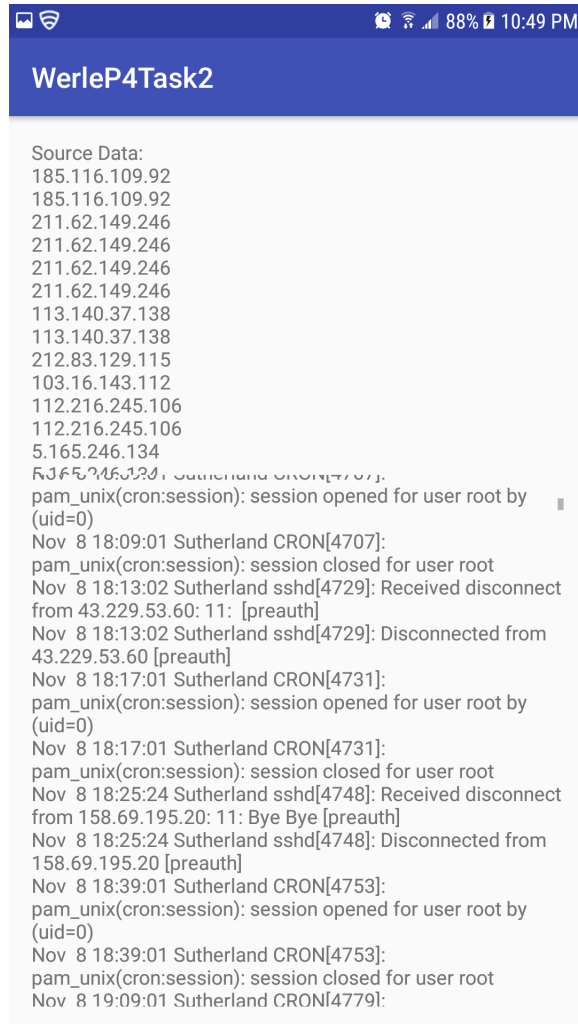 88% 10:49 PM
WerleP4Task2
Source Data:
185.116.109.92
185.116.109.92
211.62.149.246
211.62.149.246
211.62.149.246
211.62.149.246
113.140.37.138
113.140.37.138
212.83.129.115
103.16.143.112
112.216.245.106
112.216.245.106
5.165.246.134
pam_unix(cron:session): session opened for user root by
(uid=0)
Nov  8 18:09:01 Sutherland CRON[4707]:
pam_unix(cron:session): session closed for user root
Nov  8 18:13:02 Sutherland sshd[4729]: Received disconnect
from 43.229.53.60: 11:  [preauth]
Nov  8 18:13:02 Sutherland sshd[4729]: Disconnected from
43.229.53.60 [preauth]
Nov  8 18:17:01 Sutherland CRON[4731]:
pam_unix(cron:session): session opened for user root by
(uid=0)
Nov  8 18:17:01 Sutherland CRON[4731]:
pam_unix(cron:session): session closed for user root
Nov  8 18:25:24 Sutherland sshd[4748]: Received disconnect
from 158.69.195.20: 11: Bye Bye [preauth]
Nov  8 18:25:24 Sutherland sshd[4748]: Disconnected from
158.69.195.20 [preauth]
Nov  8 18:39:01 Sutherland CRON[4753]:
pam_unix(cron:session): session opened for user root by
(uid=0)
Nov  8 18:39:01 Sutherland CRON[4753]:
pam_unix(cron:session): session closed for user root
Nov  8 19:09:01 Sutherland CRON[4779]: